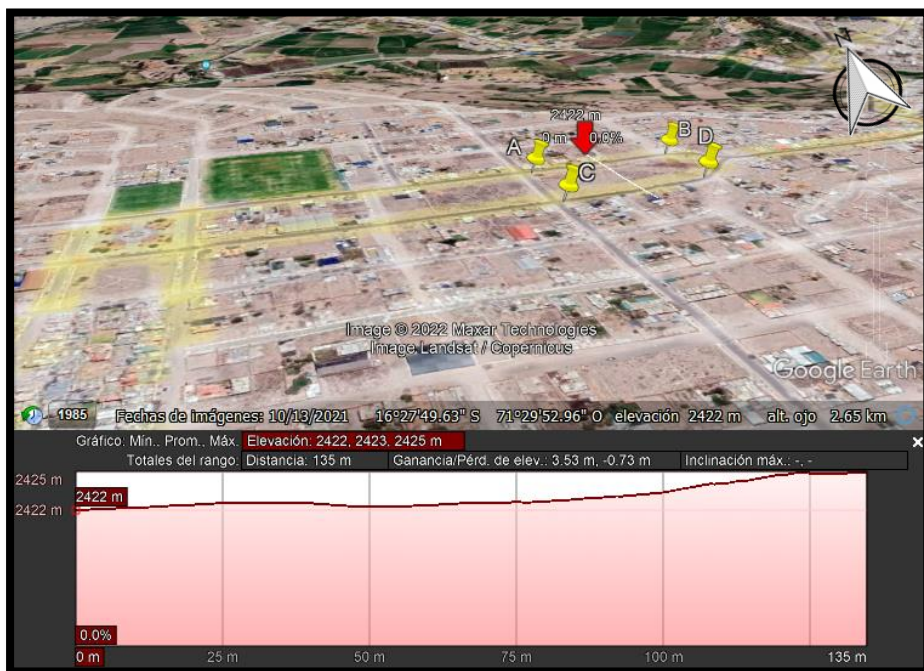 N
2422 m
0 m 0.0%
A
B
C
D
Image © 2022 Maxar Technologies
Image Landsat / Copernicus
Google Earth
1985 Fechas de imágenes: 10/13/2021 16°27'49.63" S 71°29'52.96" O elevación 2422 m alt. ojo 2.65 km
Gráfico: Mín., Prom., Máx. Elevación: 2422, 2423, 2425 m
Totales del rango: Distancia: 135 m Ganancia/Pérd. de elev.: 3.53 m, -0.73 m Inclinación máx.: -, -
2425 m
2422 m
2422 m
0.0%
0 m 25 m 50 m 75 m 100 m 135 m